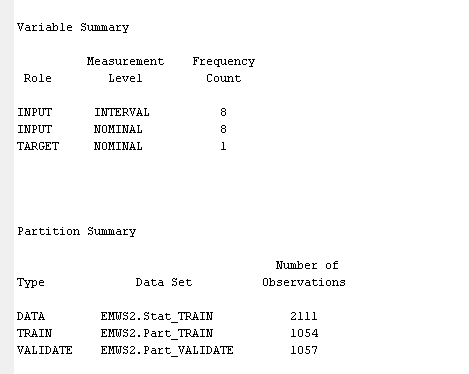 Variable Summary
Measurement Frequency
Role Level Count
INPUT INTERVAL 8
INPUT NOMINAL 8
TARGET NOMINAL 1
Partition Summary
Number of
Type Data Set Observations
DATA EMWS2.Stat_TRAIN 2111
TRAIN EMWS2.Part_TRAIN 1054
VALIDATE EMWS2.Part_VALIDATE 1057